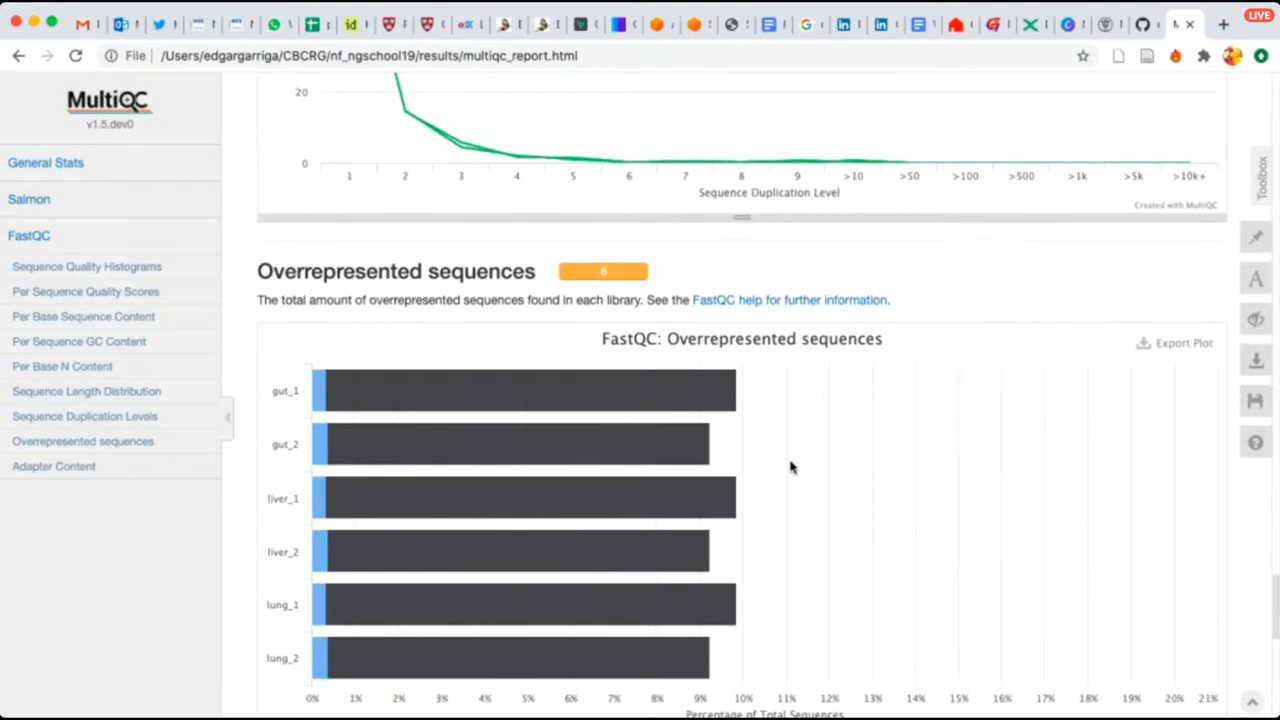 LIVE
File | /Users/edgargarriga/CBCRG/nf_ngschool19/results/multiqc_report.html
MultiQC
v1.5.dev0
General Stats
Salmon
FastQC
Sequence Quality Histograms
Per Sequence Quality Scores
Per Base Sequence Content
Per Sequence GC Content
Per Base N Content
Sequence Length Distribution
Sequence Duplication Levels
Overrepresented sequences
Adapter Content
20
0
1 2 3 4 5 6 7 8 9 >10 >50 >100 >500 >1k >5k >10k+
Sequence Duplication Level
Created with MultiQC
Overrepresented sequences 6
The total amount of overrepresented sequences found in each library. See the FastQC help for further information.
FastQC: Overrepresented sequences
Export Plot
gut_1
gut_2
liver_1
liver_2
lung_1
lung_2
0% 1% 2% 3% 4% 5% 6% 7% 8% 9% 10% 11% 12% 13% 14% 15% 16% 17% 18% 19% 20% 21%
Percentage of Total Sequences
Toolbox